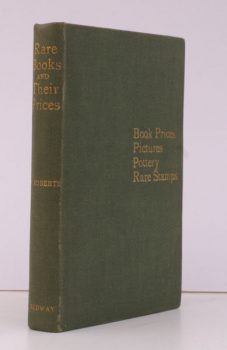 Rare
Books
AND
Their
Prices
ROBERTS
REDWAY
Book Prices
Pictures
Pottery
Rare Stamps